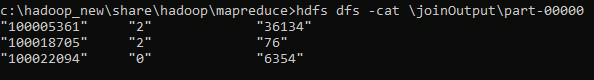 c:\hadoop_new\share\hadoop\mapreduce>hdfs dfs -cat \joinOutput\part-00000
"100005361" "2" "36134"
"100018705" "2" "76"
"100022094" "0" "6354"